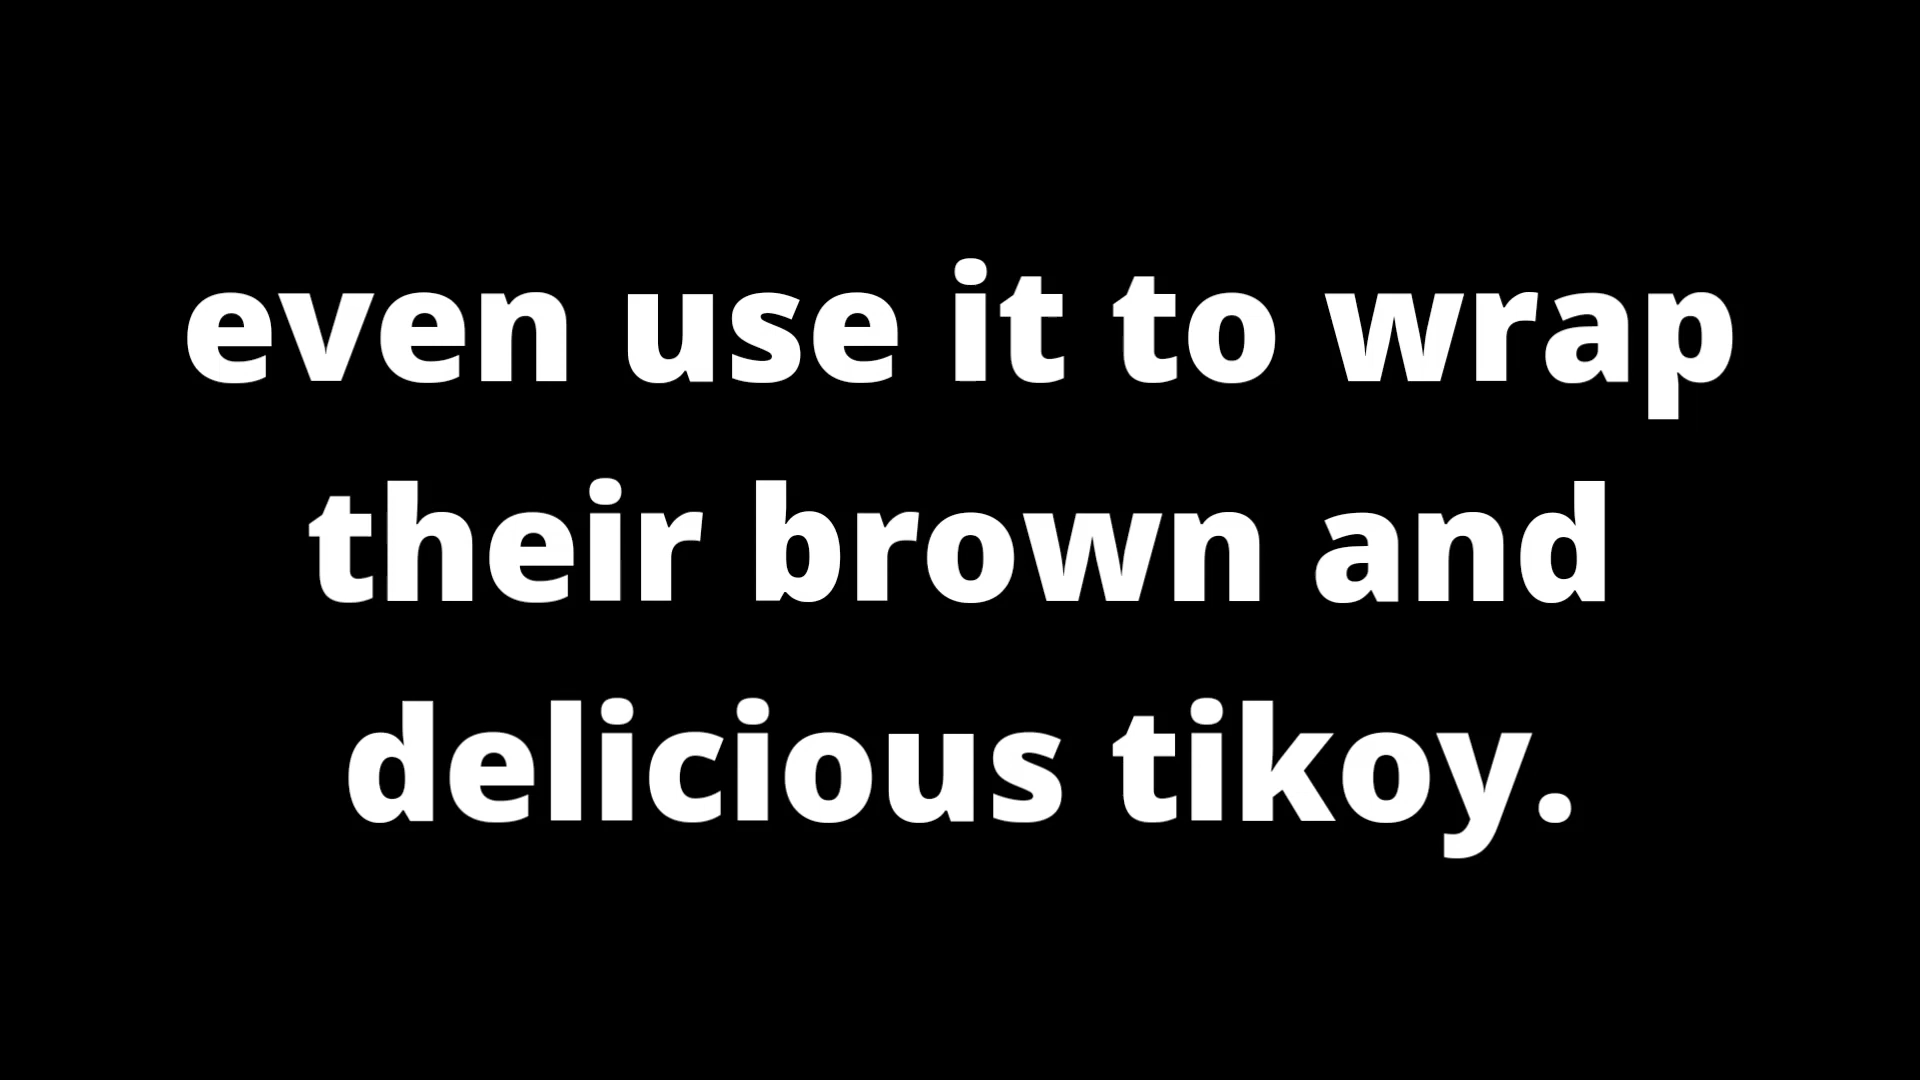 even use it to wrap
their brown and
delicious tikoy.